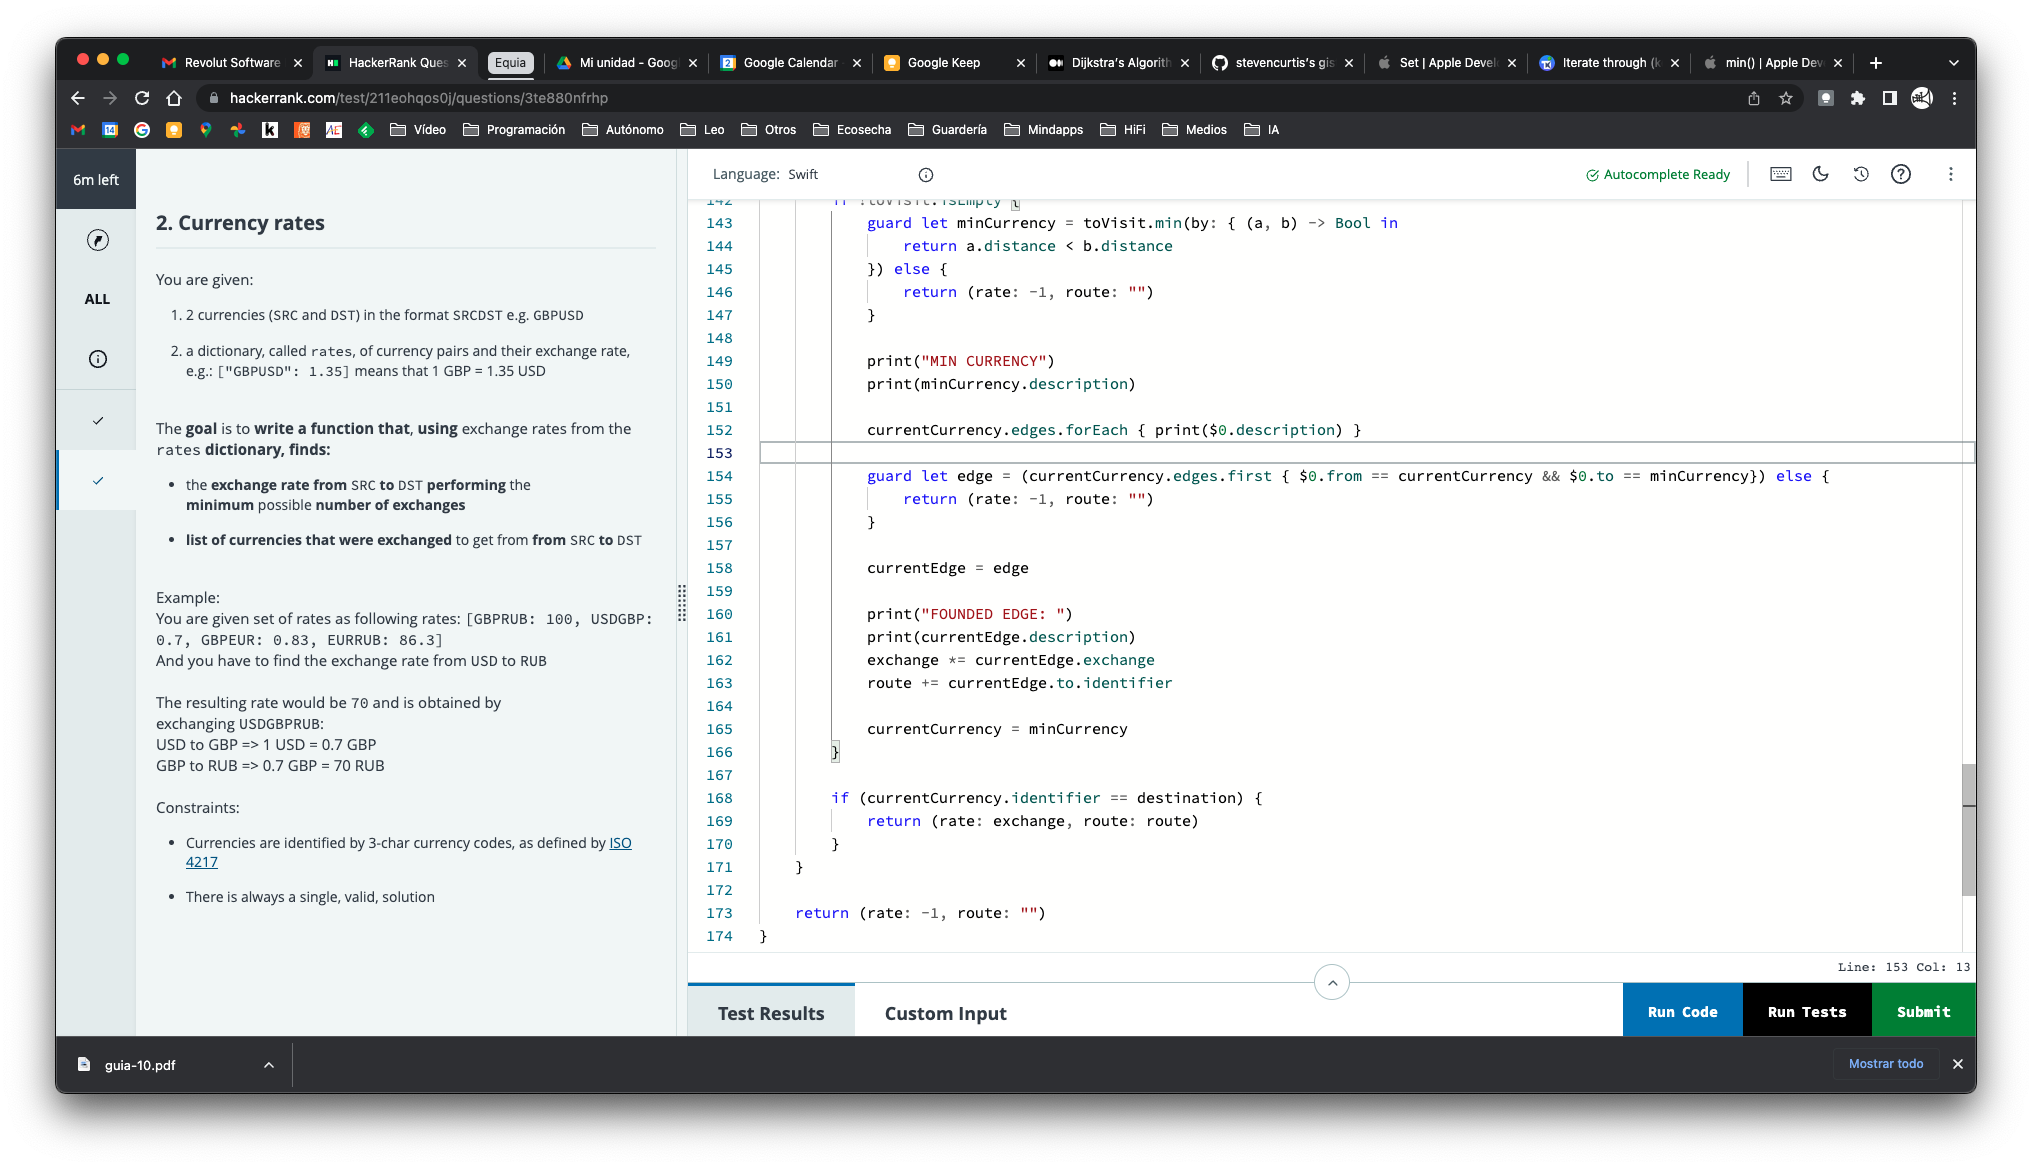 Revolut Software
HackerRank Ques
Equia
Mi unidad - Goog
Google Calendar
Google Keep
Dijkstra's Algorith
stevencurtis's gis
Set | Apple Devel
Iterate through (k
min() | Apple Dev
hackerrank.com/test/211eohqos0j/questions/3te880nfrhp
Vídeo
Programación
Autónomo
Leo
Otros
Ecosecha
Guardería
Mindapps
HiFi
Medios
IA
6m left
ALL
2. Currency rates
You are given:
1. 2 currencies (SRC and DST) in the format SRCDST e.g. GBPUSD
2. a dictionary, called rates, of currency pairs and their exchange rate,
e.g.: ["GBPUSD": 1.35] means that 1 GBP = 1.35 USD
The goal is to write a function that, using exchange rates from the
rates dictionary, finds:
• the exchange rate from SRC to DST performing the
minimum possible number of exchanges
• list of currencies that were exchanged to get from from SRC to DST
Example:
You are given set of rates as following rates: [GBPRUB: 100, USDGBP:
0.7, GBPEUR: 0.83, EURRUB: 86.3]
And you have to find the exchange rate from USD to RUB
The resulting rate would be 70 and is obtained by
exchanging USDGBPRUB:
USD to GBP => 1 USD = 0.7 GBP
GBP to RUB => 0.7 GBP = 70 RUB
Constraints:
• Currencies are identified by 3-char currency codes, as defined by ISO
4217
• There is always a single, valid, solution
Language: Swift
Autocomplete Ready
142 if !toVisit.isEmpty {
143 guard let minCurrency = toVisit.min(by: { (a, b) -> Bool in
144 return a.distance < b.distance
145 }) else {
146 return (rate: -1, route: "")
147 }
148
149 print("MIN CURRENCY")
150 print(minCurrency.description)
151
152 currentCurrency.edges.forEach { print($0.description) }
153
154 guard let edge = (currentCurrency.edges.first { $0.from == currentCurrency && $0.to == minCurrency}) else {
155 return (rate: -1, route: "")
156 }
157
158 currentEdge = edge
159
160 print("FOUNDED EDGE: ")
161 print(currentEdge.description)
162 exchange *= currentEdge.exchange
163 route += currentEdge.to.identifier
164
165 currentCurrency = minCurrency
166 }
167
168 if (currentCurrency.identifier == destination) {
169 return (rate: exchange, route: route)
170 }
171 }
172
173 return (rate: -1, route: "")
174 }
Line: 153 Col: 13
Test Results
Custom Input
Run Code
Run Tests
Submit
guia-10.pdf
Mostrar todo